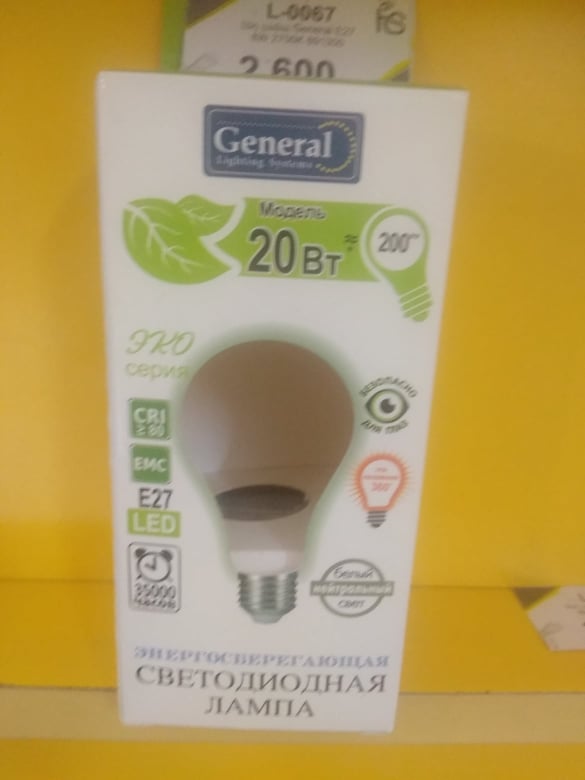 L-0067
2 600
General
Lighting Systems
Модель
20 Вт
200
ЭКО
серия
БЕЗОПАСНО
ДЛЯ ГЛАЗ
CRI
≥80
EMC
360°
E27
LED
35000
ЧАСОВ
белый
нейтральный
свет
ЭНЕРГОСБЕРЕГАЮЩАЯ
СВЕТОДИОДНАЯ
ЛАМПА